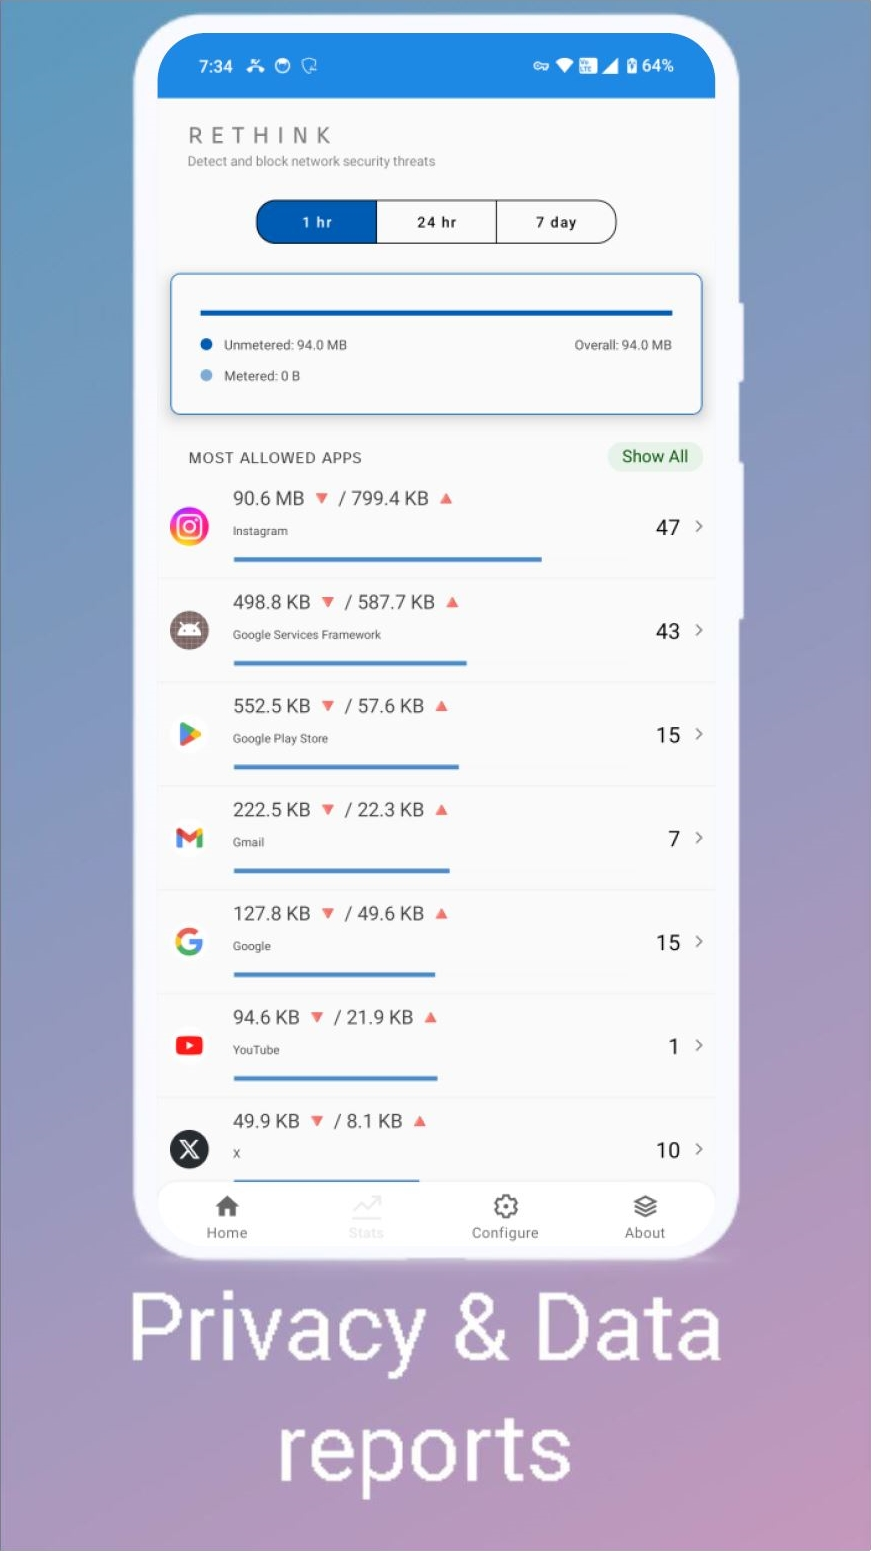 7:34 64%
RETHINK
Detect and block network security threats
1 hr 24 hr 7 day
Unmetered: 94.0 MB Overall: 94.0 MB
Metered: 0 B
MOST ALLOWED APPS Show All
90.6 MB 🔻 / 799.4 KB 🔺
Instagram
47
498.8 KB 🔻 / 587.7 KB 🔺
Google Services Framework
43
552.5 KB 🔻 / 57.6 KB 🔺
Google Play Store
15
222.5 KB 🔻 / 22.3 KB 🔺
Gmail
7
127.8 KB 🔻 / 49.6 KB 🔺
Google
15
94.6 KB 🔻 / 21.9 KB 🔺
YouTube
1
49.9 KB 🔻 / 8.1 KB 🔺
X
10
Home Stats Configure About
Privacy & Data
reports